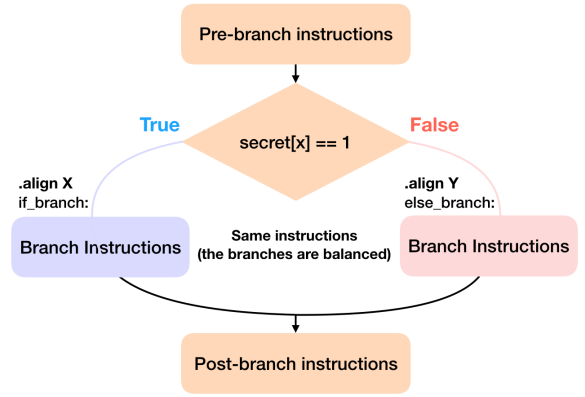 Pre-branch instructions
True
False
secret[x] == 1
.align X
if_branch:
.align Y
else_branch:
Branch Instructions
Same instructions
(the branches are balanced)
Branch Instructions
Post-branch instructions